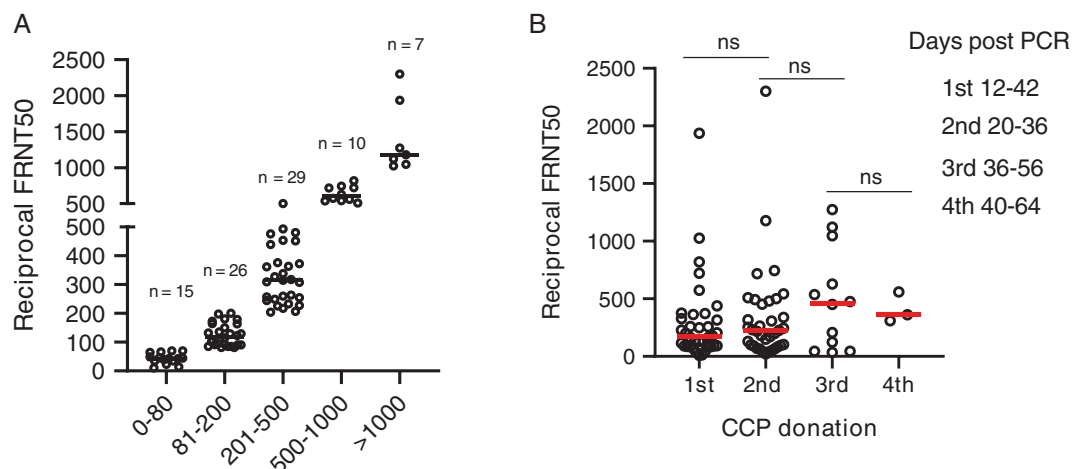 A
Reciprocal FRNT50
2500
2000
1500
1000
500
500
400
300
200
100
0
n = 15
n = 26
n = 29
n = 10
n = 7
0-80
81-200
201-500
500-1000
>1000
B
Reciprocal FRNT50
2500
2000
1500
1000
500
0
ns
ns
ns
1st
2nd
3rd
4th
CCP donation
Days post PCR
1st 12-42
2nd 20-36
3rd 36-56
4th 40-64